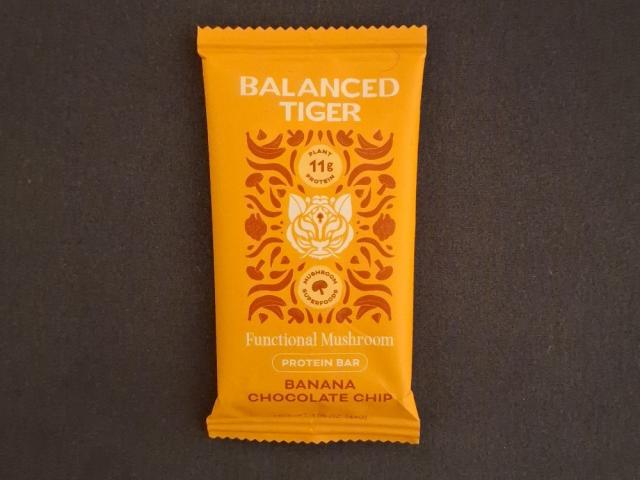 BALANCED
TIGER
PLANT
11g
PROTEIN
MUSHROOM
SUPERFOODS
Functional Mushroom
PROTEIN BAR
BANANA
CHOCOLATE CHIP